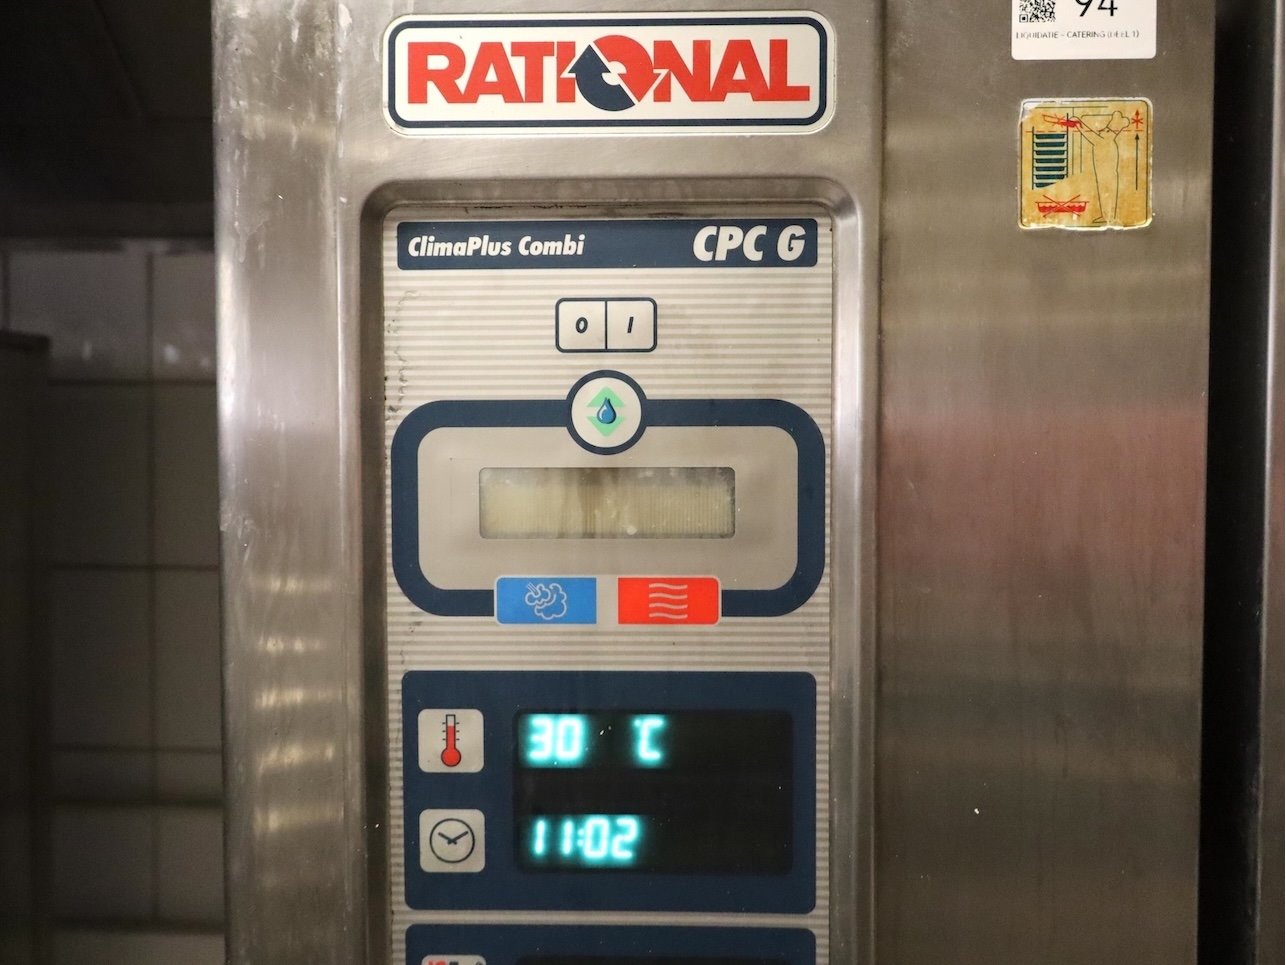 94
LIQUIDATIE - CATERING (DEEL 1)
RATIONAL
ClimaPlus Combi CPC G
0 I
30 °C
11:02